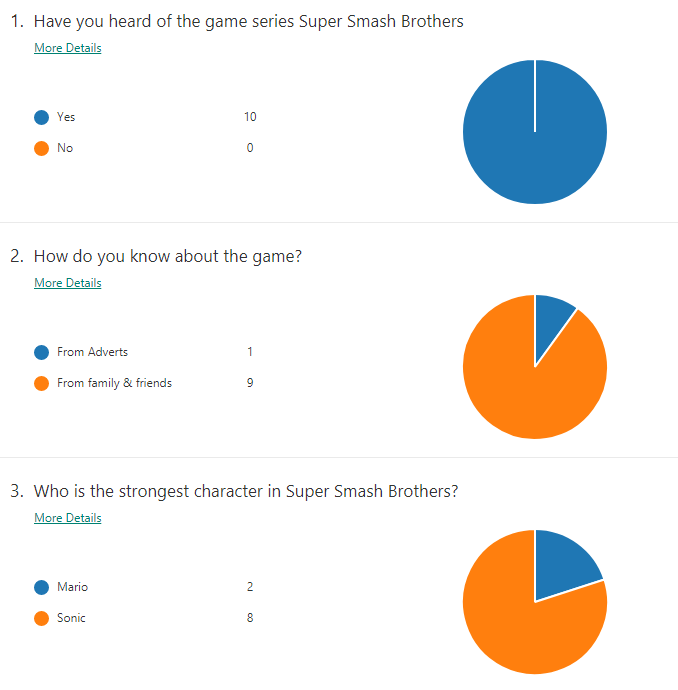 1. Have you heard of the game series Super Smash Brothers
More Details
Yes 10
No 0
2. How do you know about the game?
More Details
From Adverts 1
From family & friends 9
3. Who is the strongest character in Super Smash Brothers?
More Details
Mario 2
Sonic 8